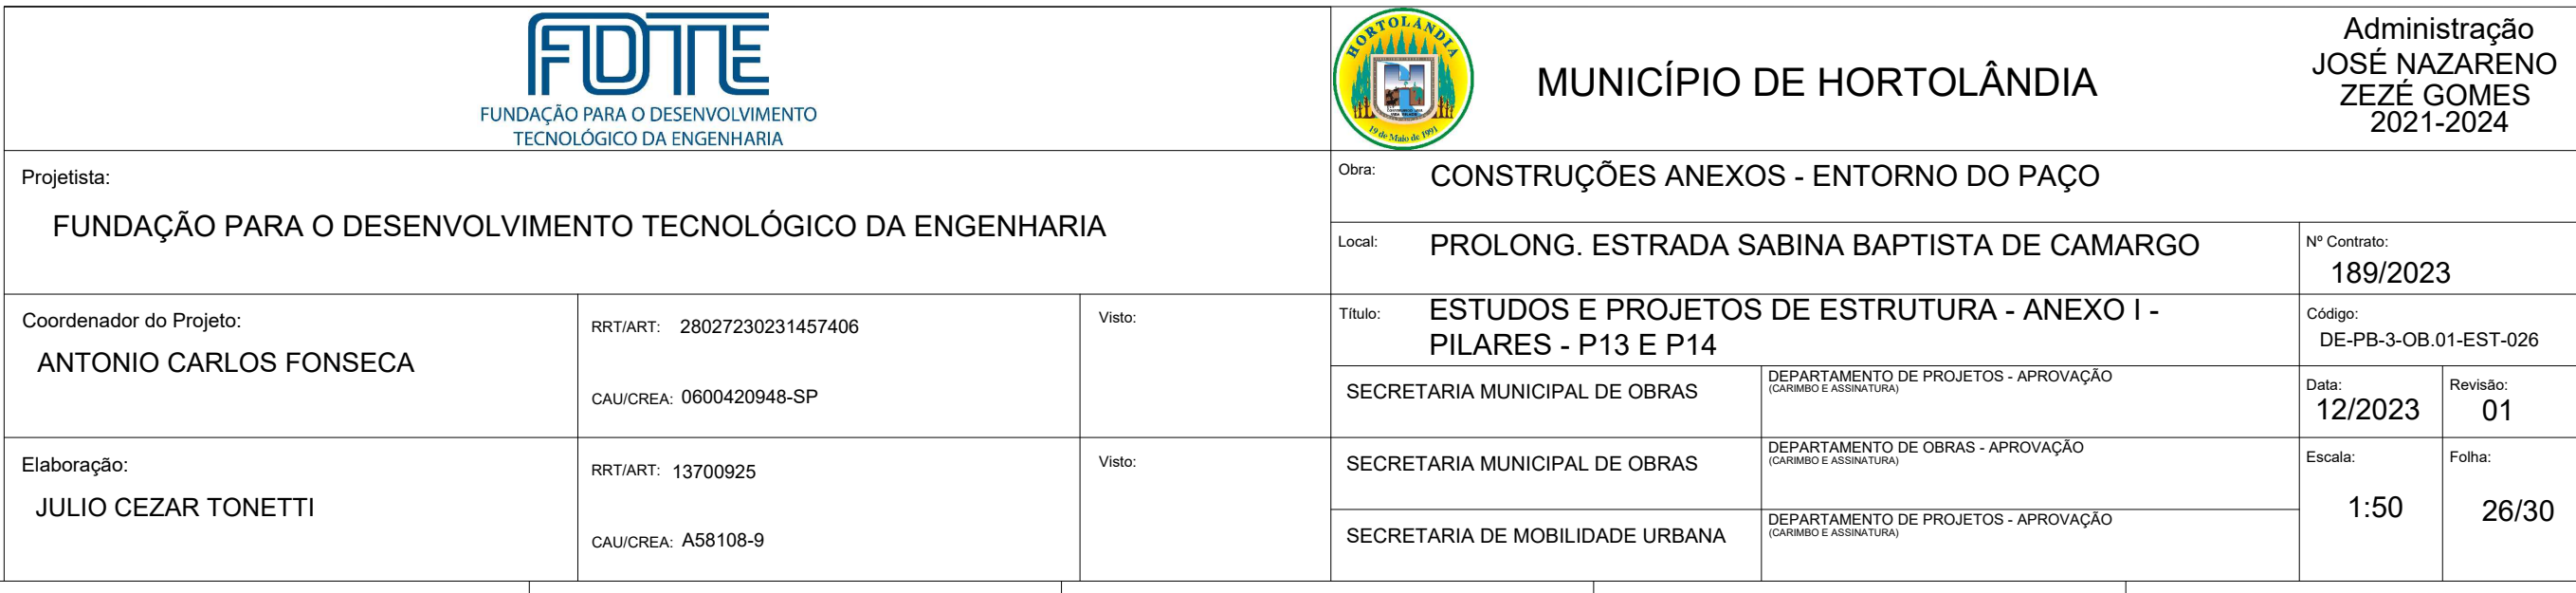 FDTE
FUNDAÇÃO PARA O DESENVOLVIMENTO
TECNOLÓGICO DA ENGENHARIA
HORTOLÂNDIA
19 de Maio de 1991
MUNICÍPIO DE HORTOLÂNDIA
Administração
JOSÉ NAZARENO
ZEZÉ GOMES
2021-2024
Projetista:
FUNDAÇÃO PARA O DESENVOLVIMENTO TECNOLÓGICO DA ENGENHARIA
Obra: CONSTRUÇÕES ANEXOS - ENTORNO DO PAÇO
Local: PROLONG. ESTRADA SABINA BAPTISTA DE CAMARGO
Nº Contrato:
189/2023
Coordenador do Projeto:
ANTONIO CARLOS FONSECA
RRT/ART: 28027230231457406
CAU/CREA: 0600420948-SP
Visto:
Título: ESTUDOS E PROJETOS DE ESTRUTURA - ANEXO I -
PILARES - P13 E P14
Código:
DE-PB-3-OB.01-EST-026
SECRETARIA MUNICIPAL DE OBRAS
DEPARTAMENTO DE PROJETOS - APROVAÇÃO
(CARIMBO E ASSINATURA)
Data:
12/2023
Revisão:
01
Elaboração:
JULIO CEZAR TONETTI
RRT/ART: 13700925
CAU/CREA: A58108-9
Visto:
SECRETARIA MUNICIPAL DE OBRAS
DEPARTAMENTO DE OBRAS - APROVAÇÃO
(CARIMBO E ASSINATURA)
SECRETARIA DE MOBILIDADE URBANA
DEPARTAMENTO DE PROJETOS - APROVAÇÃO
(CARIMBO E ASSINATURA)
Escala:
1:50
Folha:
26/30